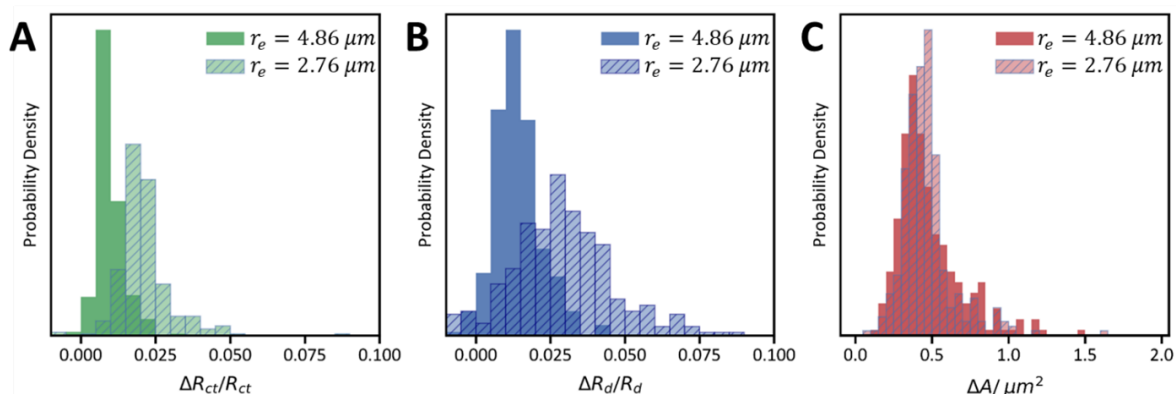 A
Probability Density
r_e = 4.86 μm
r_e = 2.76 μm
0.000 0.025 0.050 0.075 0.100
ΔR_ct/R_ct
B
Probability Density
r_e = 4.86 μm
r_e = 2.76 μm
0.000 0.025 0.050 0.075 0.100
ΔR_d/R_d
C
Probability Density
r_e = 4.86 μm
r_e = 2.76 μm
0.0 0.5 1.0 1.5 2.0
ΔA/ μm²